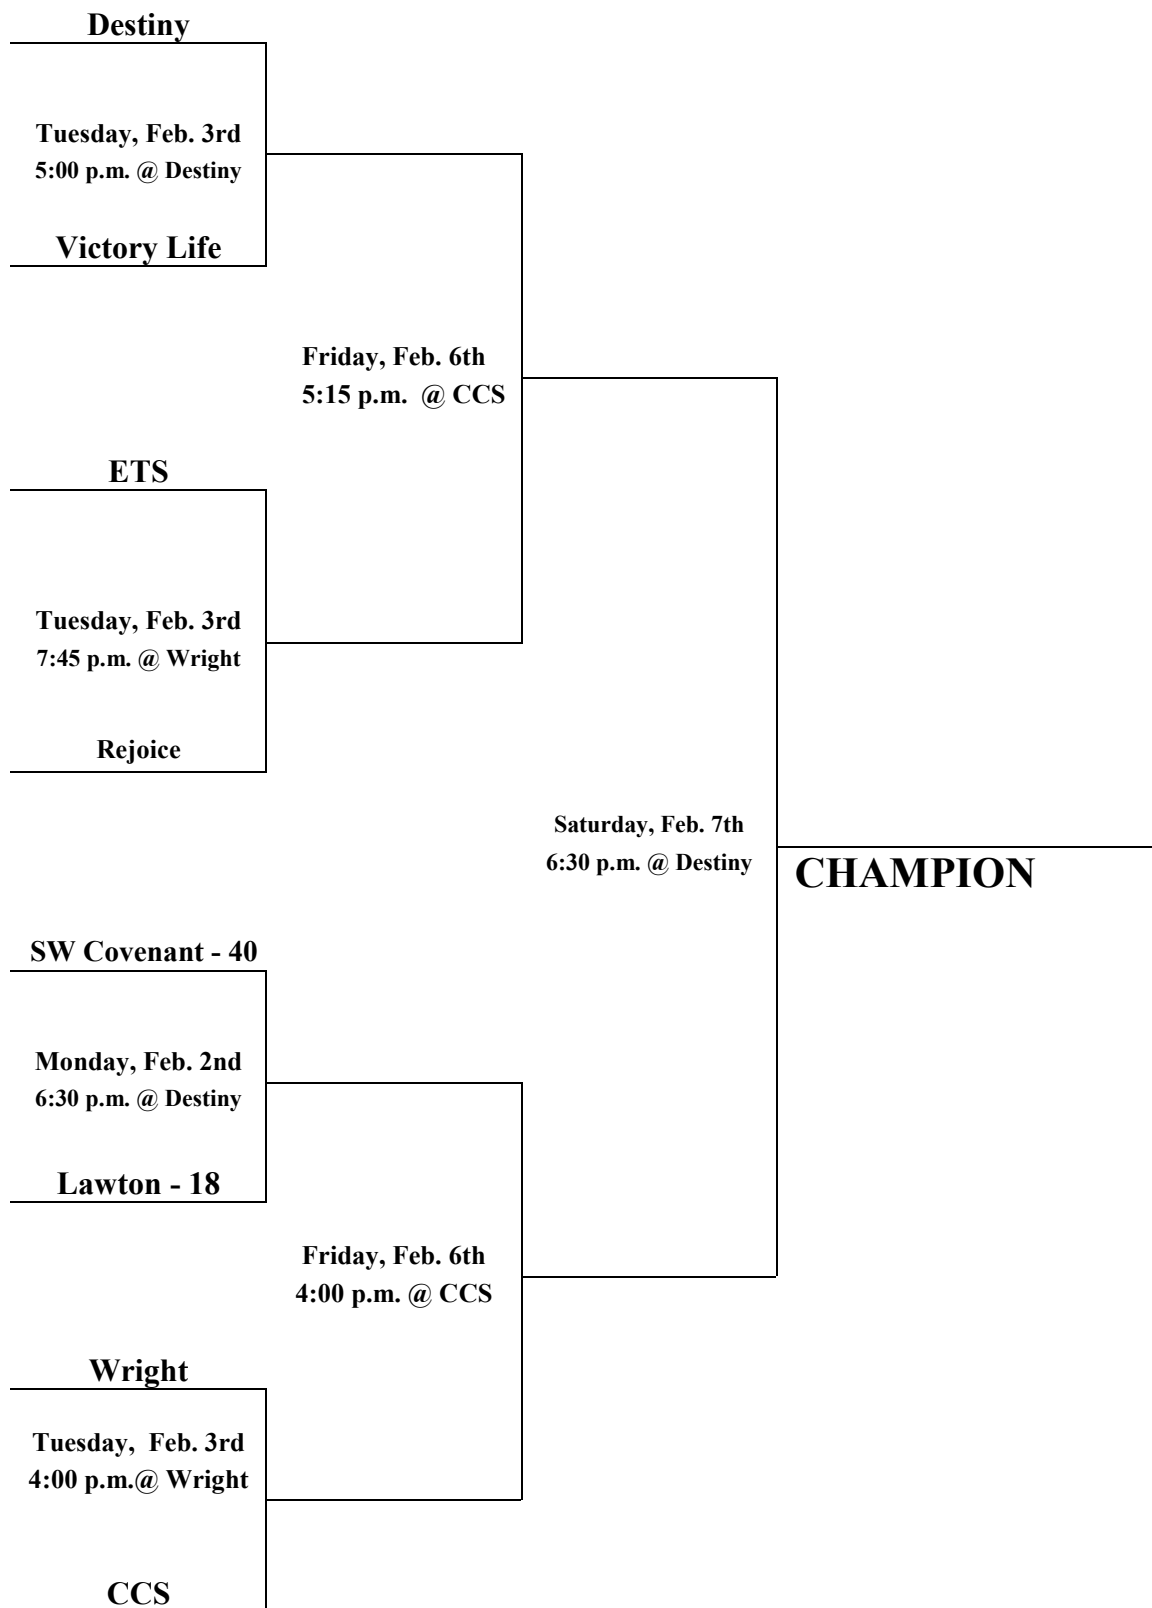 Destiny
Tuesday, Feb. 3rd
5:00 p.m. @ Destiny
Victory Life
Friday, Feb. 6th
5:15 p.m.  @ CCS
ETS
Tuesday, Feb. 3rd
7:45 p.m. @ Wright
Rejoice
Saturday, Feb. 7th
6:30 p.m. @ Destiny
CHAMPION
SW Covenant - 40
Monday, Feb. 2nd
6:30 p.m. @ Destiny
Lawton - 18
Friday, Feb. 6th
4:00 p.m. @ CCS
Wright
Tuesday,  Feb. 3rd
4:00 p.m.@ Wright
CCS